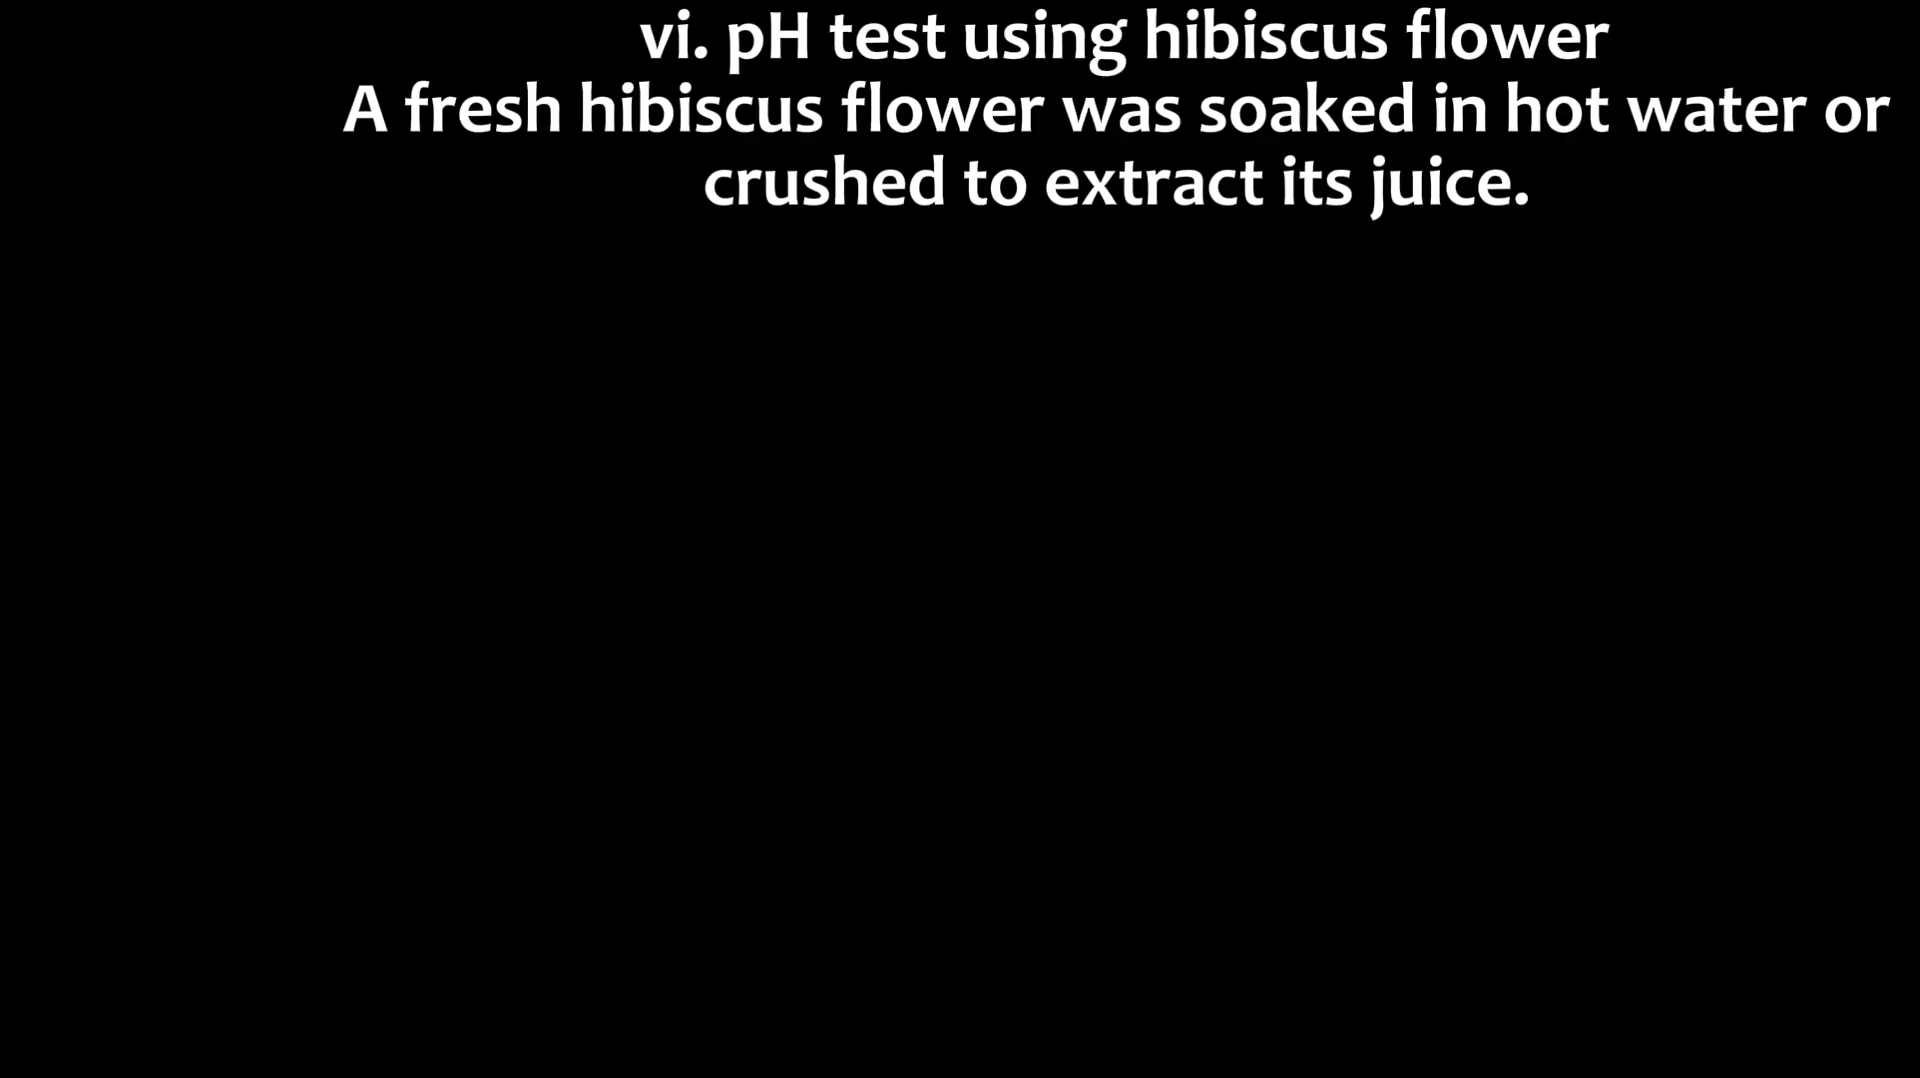 vi. pH test using hibiscus flower
A fresh hibiscus flower was soaked in hot water or
crushed to extract its juice.